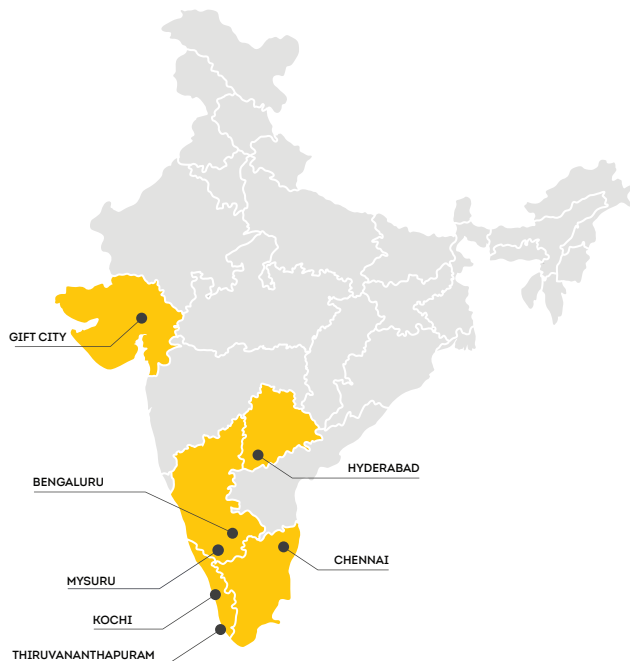 GIFT CITY
HYDERABAD
BENGALURU
CHENNAI
MYSURU
KOCHI
THIRUVANANTHAPURAM